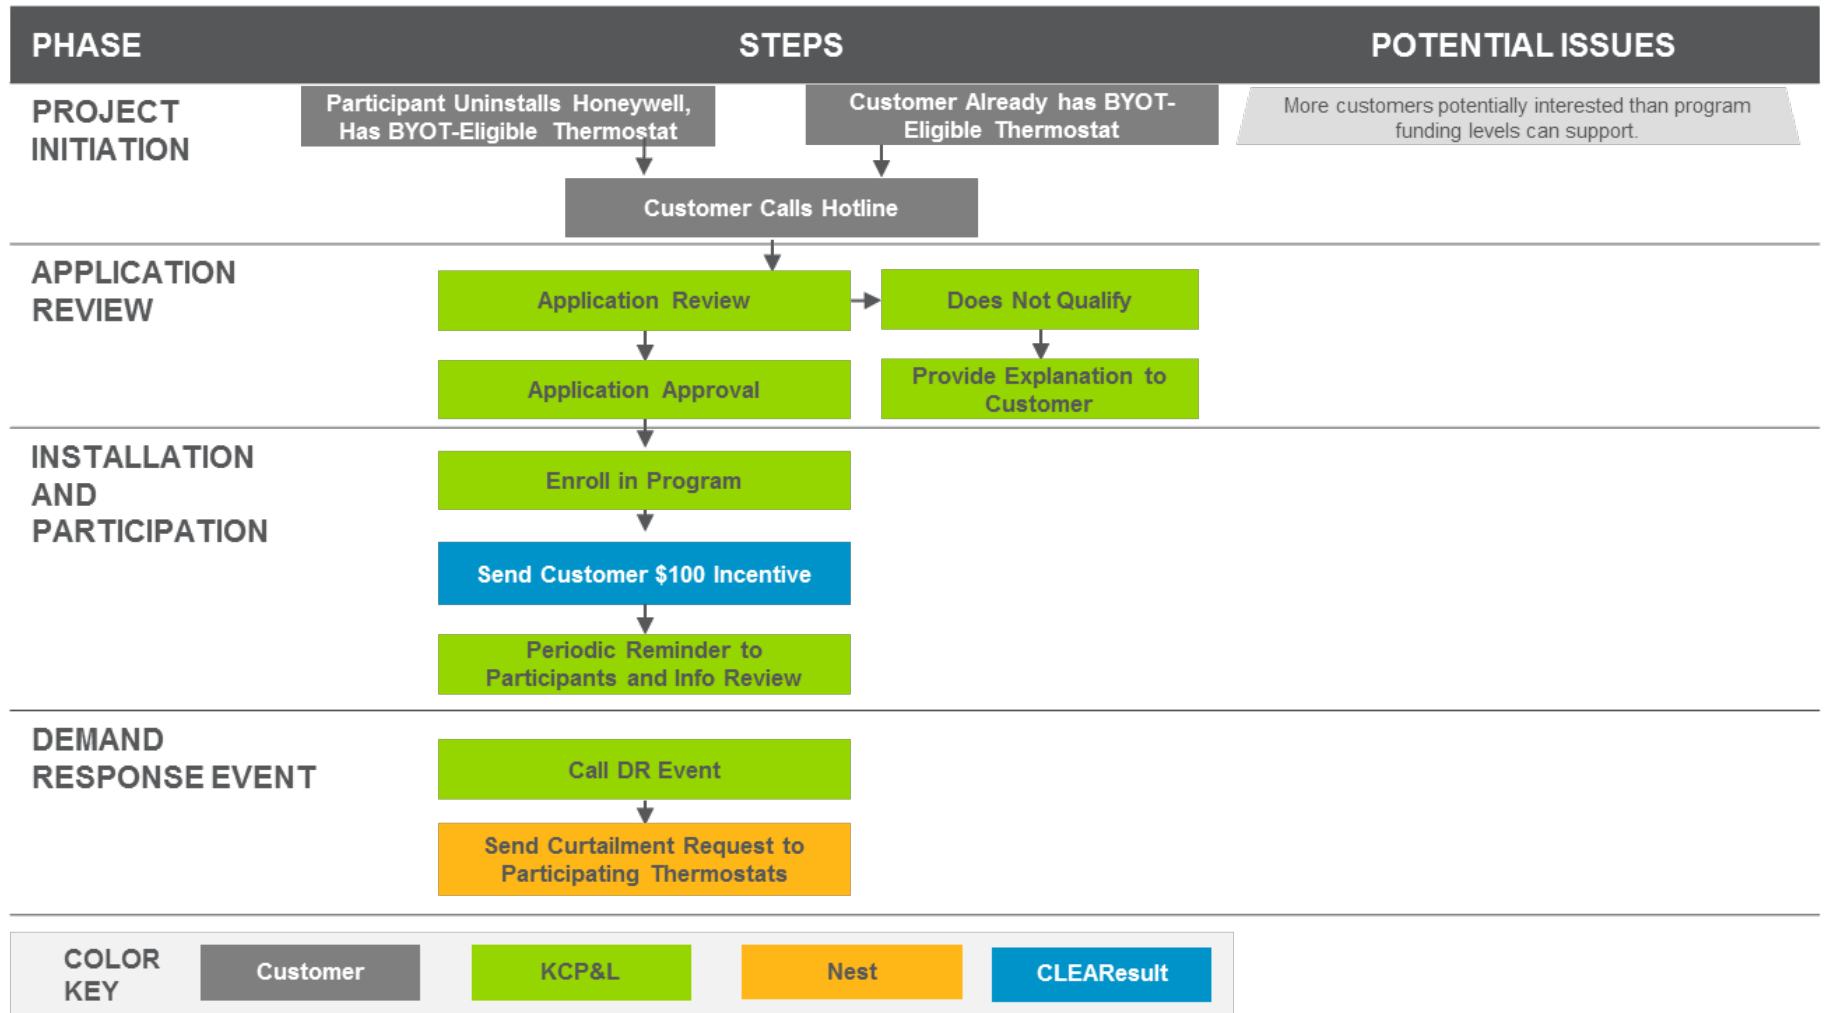 PHASE
STEPS
POTENTIAL ISSUES
PROJECT
INITIATION
Participant Uninstalls Honeywell,
Has BYOT-Eligible Thermostat
Customer Already has BYOT-
Eligible Thermostat
More customers potentially interested than program
funding levels can support.
Customer Calls Hotline
APPLICATION
REVIEW
Application Review
Does Not Qualify
Application Approval
Provide Explanation to
Customer
INSTALLATION
AND
PARTICIPATION
Enroll in Program
Send Customer $100 Incentive
Periodic Reminder to
Participants and Info Review
DEMAND
RESPONSE EVENT
Call DR Event
Send Curtailment Request to
Participating Thermostats
COLOR
KEY
Customer
KCP&L
Nest
CLEAResult